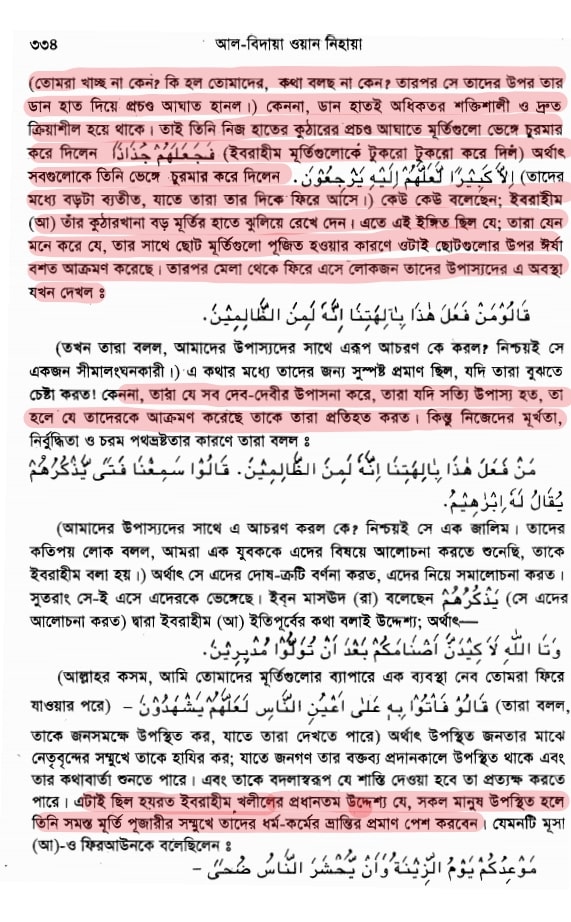 ৩৩৪ আল-বিদায়া ওয়ান নিহায়া
(তোমরা খাচ্ছ না কেন? কি হল তোমাদের, কথা বলছ না কেন? তারপর সে তাদের উপর তার
ডান হাত দিয়ে প্রচণ্ড আঘাত হানল।) কেননা, ডান হাতই অধিকতর শক্তিশালী ও দ্রুত
ক্রিয়াশীল হয়ে থাকে। তাই তিনি নিজ হাতের কুঠারের প্রচণ্ড আঘাতে মূর্তিগুলো ভেঙ্গে চুরমার
করে দিলেন فَجَعَلَهُمْ جُذَاذًا (ইবরাহীম মূর্তিগুলোকে টুকরো টুকরো করে দিল) অর্থাৎ
সবগুলোকে তিনি ভেঙ্গে চুরমার করে দিলেন إِلاَّ كَبِيْرًا لَّعَلَّهُمْ اِلَيْهِ يَرْجِعُوْنَ. (তাদের
মধ্যে বড়টা ব্যতীত, যাতে তারা তার দিকে ফিরে আসে।) কেউ কেউ বলেছেন; ইবরাহীম
(আ) তাঁর কুঠারখানা বড় মূর্তির হাতে ঝুলিয়ে রেখে দেন। এতে এই ইঙ্গিত ছিল যে; তারা যেন
মনে করে যে, তার সাথে ছোট মূর্তিগুলো পূজিত হওয়ার কারণে ওটাই ছোটগুলোর উপর ঈর্ষা
বশত আক্রমণ করেছে। তারপর মেলা থেকে ফিরে এসে লোকজন তাদের উপাস্যদের এ অবস্থা
যখন দেখল ঃ
قَالُوْمَنْ فَعَلَ هٰذَا بِاٰلِهَتِنَا اِنَّهٗ لَمِنَ الظَّالِمِيْنَ.
(তখন তারা বলল, আমাদের উপাস্যদের সাথে এরূপ আচরণ কে করল? নিশ্চয়ই সে
একজন সীমালংঘনকারী।) এ কথার মধ্যে তাদের জন্য সুস্পষ্ট প্রমাণ ছিল, যদি তারা বুঝতে
চেষ্টা করত! কেননা, তারা যে সব দেব-দেবীর উপাসনা করে, তারা যদি সত্যি উপাস্য হত, তা
হলে যে তাদেরকে আক্রমণ করেছে তাকে তারা প্রতিহত করত। কিন্তু নিজেদের মূর্খতা,
নির্বুদ্ধিতা ও চরম পথভ্রষ্টতার কারণে তারা বলল ঃ
مَنْ فَعَلَ هٰذَا بِاٰلِهَتِنَا اِنَّهٗ لَمِنَ الظَّالِمِيْنَ. قَالُوْا سَمِعْنَا فَتًى يَّذْكُرُهُمْ
يُقَالُ لَهٗ اِبْرٰهِيْمُ.
(আমাদের উপাস্যদের সাথে এ আচরণ করল কে? নিশ্চয়ই সে এক জালিম। তাদের
কতিপয় লোক বলল, আমরা এক যুবককে এদের বিষয়ে আলোচনা করতে শুনেছি, তাকে
ইবরাহীম বলা হয়।) অর্থাৎ সে এদের দোষ-ত্রুটি বর্ণনা করত, এদের নিয়ে সমালোচনা করত।
সুতরাং সে-ই এসে এদেরকে ভেঙ্গেছে। ইব্‌ন মাসঊদ (রা) বলেছেন يَذْكُرُهُمْ (সে এদের
আলোচনা করত) দ্বারা ইবরাহীম (আ) ইতিপূর্বের কথা বলাই উদ্দেশ্য; অর্থাৎ—
وَتَا اللّٰهِ لَاَ كِيْدَنَّ اَصْنَامَكُمْ بَعْدَ اَنْ تُوَلُّوْا مُدْبِرِيْنَ.
(আল্লাহর কসম, আমি তোমাদের মূর্তিগুলোর ব্যাপারে এক ব্যবস্থা নেব তোমরা ফিরে
যাওয়ার পরে) قَالُوْ فَأْتُوْا بِهٖ عَلٰى اَعْيُنِ النَّاسِ لَعَلَّهُمْ يَشْهَدُوْنَ – (তারা বলল,
তাকে জনসমক্ষে উপস্থিত কর, যাতে তারা দেখতে পারে) অর্থাৎ উপস্থিত জনতার মাঝে
নেতৃবৃন্দের সম্মুখে তাকে হাযির কর; যাতে জনগণ তার বক্তব্য প্রদানকালে উপস্থিত থাকে এবং
তার কথাবার্তা শুনতে পারে। এবং তাকে বদলাস্বরূপ যে শাস্তি দেওয়া হবে তা প্রত্যক্ষ করতে
পারে। এটাই ছিল হযরত ইবরাহীম খলীলের প্রধানতম উদ্দেশ্য যে, সকল মানুষ উপস্থিত হলে
তিনি সমস্ত মূর্তি পূজারীর সম্মুখে তাদের ধর্ম-কর্মের ভ্রান্তির প্রমাণ পেশ করবেন। যেমনটি মূসা
(আ)-ও ফিরআউনকে বলেছিলেন ঃ
مَوْعِدُكُمْ يَوْمُ الزِّيْنَةِ وَاَنْ يُّحْشَرَ النَّاسُ ضُحًى –